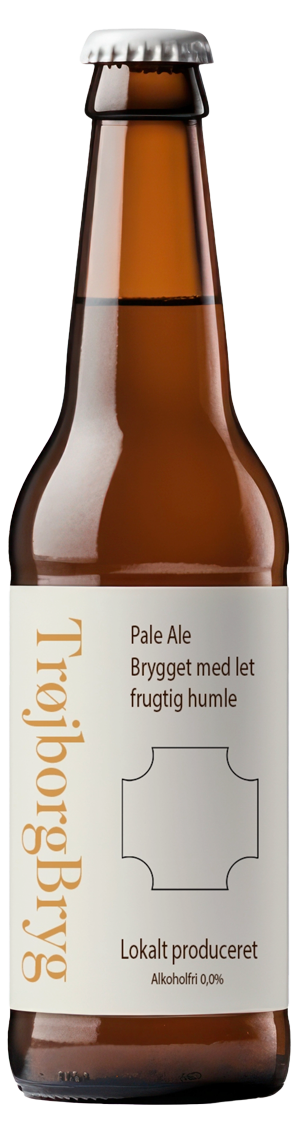 TrøjborgBryg
Pale Ale
Brygget med let
frugtig humle
Lokalt produceret
Alkoholfri 0,0%